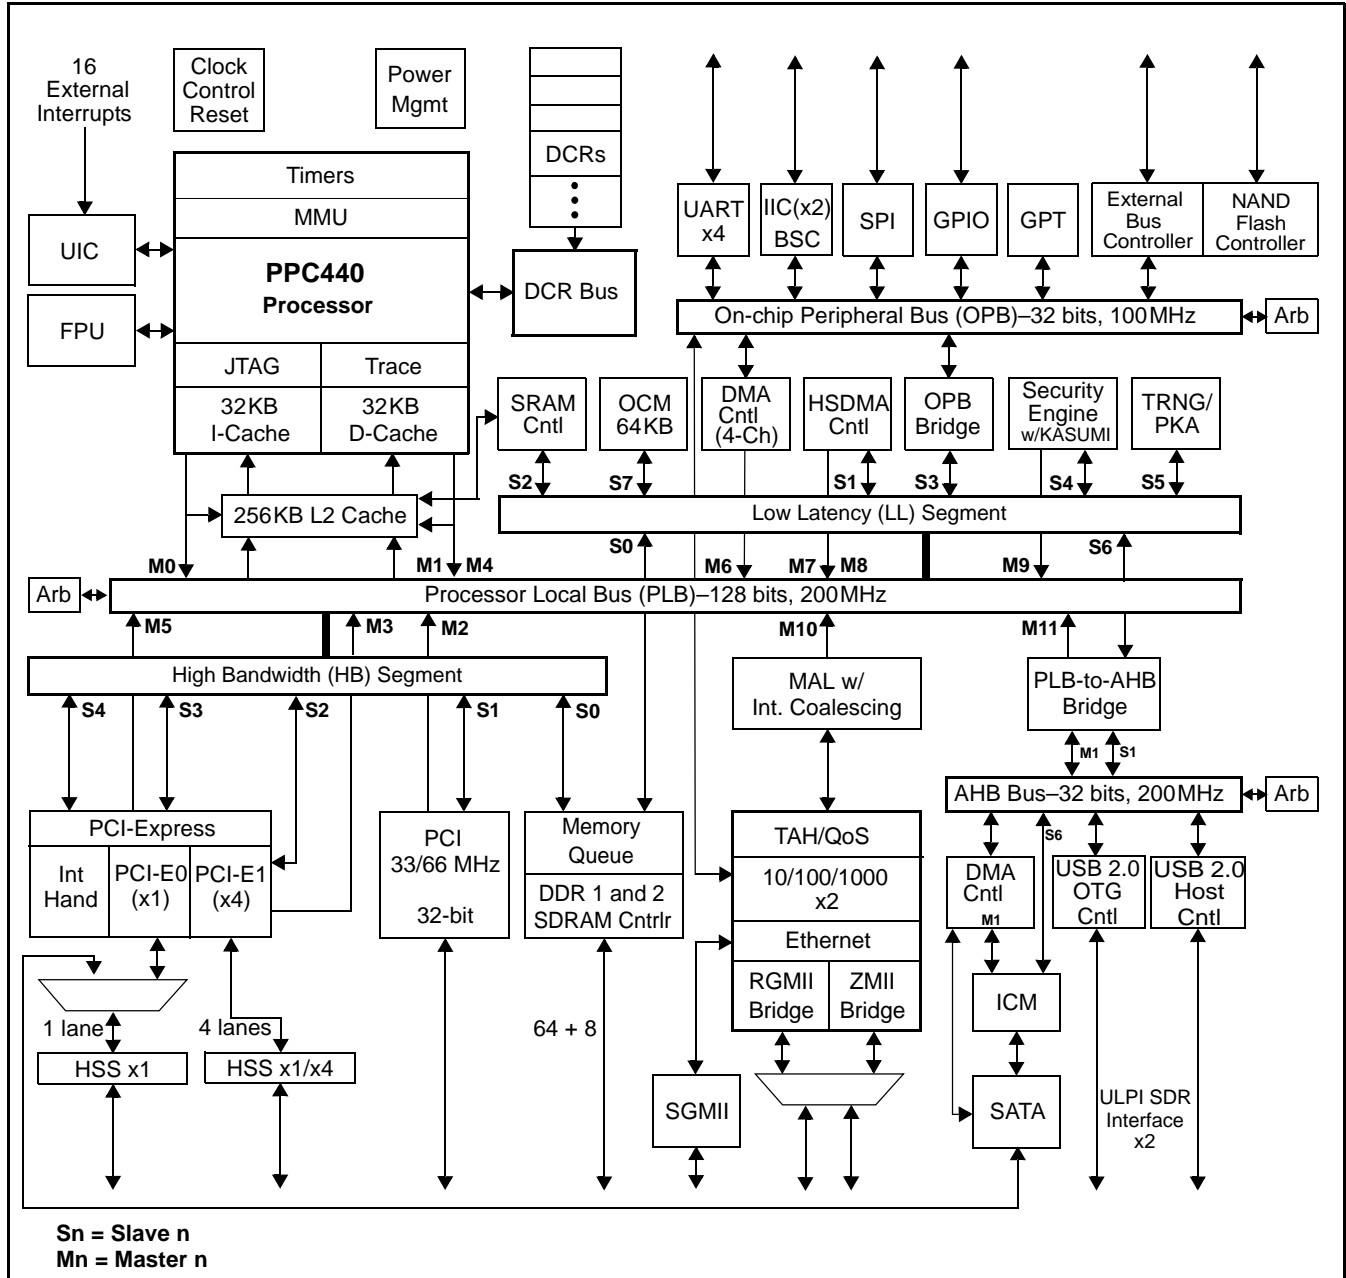 16
External
Interrupts
Clock
Control
Reset
Power
Mgmt
DCRs
Timers
MMU
PPC440
Processor
JTAG
Trace
32KB
I-Cache
32KB
D-Cache
UIC
FPU
DCR Bus
UART
x4
IIC(x2)
BSC
SPI
GPIO
GPT
External
Bus
Controller
NAND
Flash
Controller
On-chip Peripheral Bus (OPB)–32 bits, 100MHz
Arb
SRAM
Cntl
OCM
64KB
DMA
Cntl
(4-Ch)
HSDMA
Cntl
OPB
Bridge
Security
Engine
w/KASUMI
TRNG/
PKA
S2
S7
S1
S3
S4
S5
256KB L2 Cache
Low Latency (LL) Segment
S0
S6
M0
M1
M4
M6
M7
M8
M9
Arb
Processor Local Bus (PLB)–128 bits, 200MHz
M5
M3
M2
M10
M11
High Bandwidth (HB) Segment
S4
S3
S2
S1
S0
MAL w/
Int. Coalescing
PLB-to-AHB
Bridge
M1
S1
AHB Bus–32 bits, 200MHz
Arb
S6
PCI-Express
Int
Hand
PCI-E0
(x1)
PCI-E1
(x4)
PCI
33/66 MHz
32-bit
Memory
Queue
DDR 1 and 2
SDRAM Cntrlr
TAH/QoS
10/100/1000
x2
Ethernet
RGMII
Bridge
ZMII
Bridge
DMA
Cntl
M1
USB 2.0
OTG
Cntl
USB 2.0
Host
Cntl
ICM
1 lane
4 lanes
64 + 8
HSS x1
HSS x1/x4
SGMII
SATA
ULPI SDR
Interface
x2
Sn = Slave n
Mn = Master n